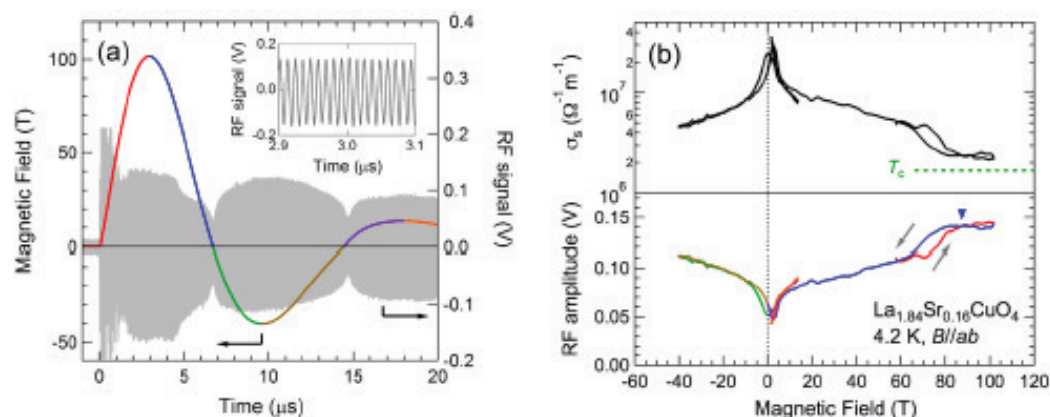 (a)
Magnetic Field (T)
100
50
0
-50
0
5
10
15
20
Time (μs)
0.4
0.3
0.2
0.1
0.0
-0.1
-0.2
RF signal (V)
RF signal (V)
0.2
0.0
-0.2
2.9
3.0
3.1
Time (μs)
(b)
σs (Ω⁻¹ m⁻¹)
4
2
10⁷
8
6
4
2
10⁶
Tc
RF amplitude (V)
0.15
0.10
0.05
0.00
La1.84Sr0.16CuO4
4.2 K, B//ab
-60 -40 -20 0 20 40 60 80 100 120
Magnetic Field (T)